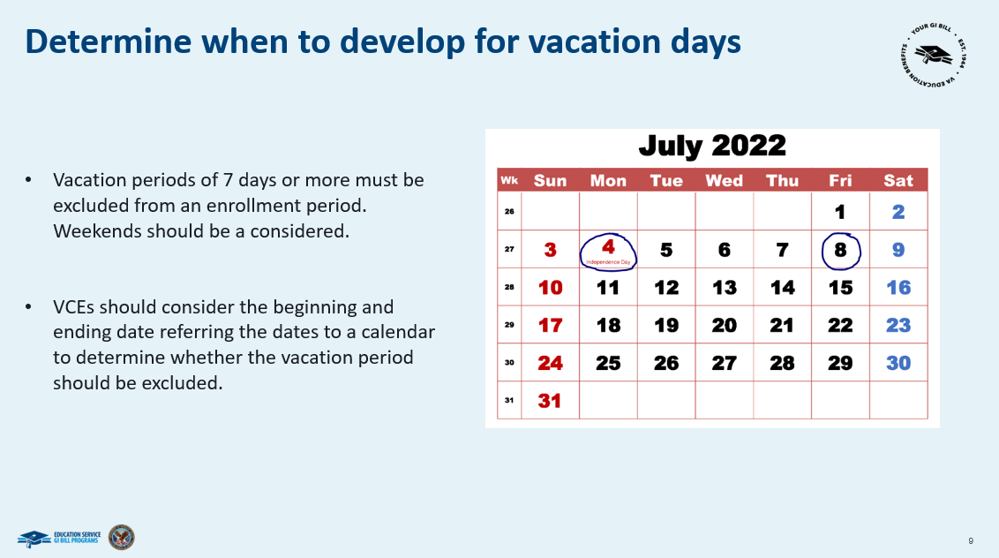 Determine when to develop for vacation days
YOUR GI BILL • EST. 1944 • VA EDUCATION BENEFITS •
• Vacation periods of 7 days or more must be
excluded from an enrollment period.
Weekends should be a considered.
• VCEs should consider the beginning and
ending date referring the dates to a calendar
to determine whether the vacation period
should be excluded.
July 2022
Wk Sun Mon Tue Wed Thu Fri Sat
26 1 2
27 3 4 5 6 7 8 9
Independence Day
28 10 11 12 13 14 15 16
29 17 18 19 20 21 22 23
30 24 25 26 27 28 29 30
31 31
EDUCATION SERVICE
GI BILL PROGRAMS
9